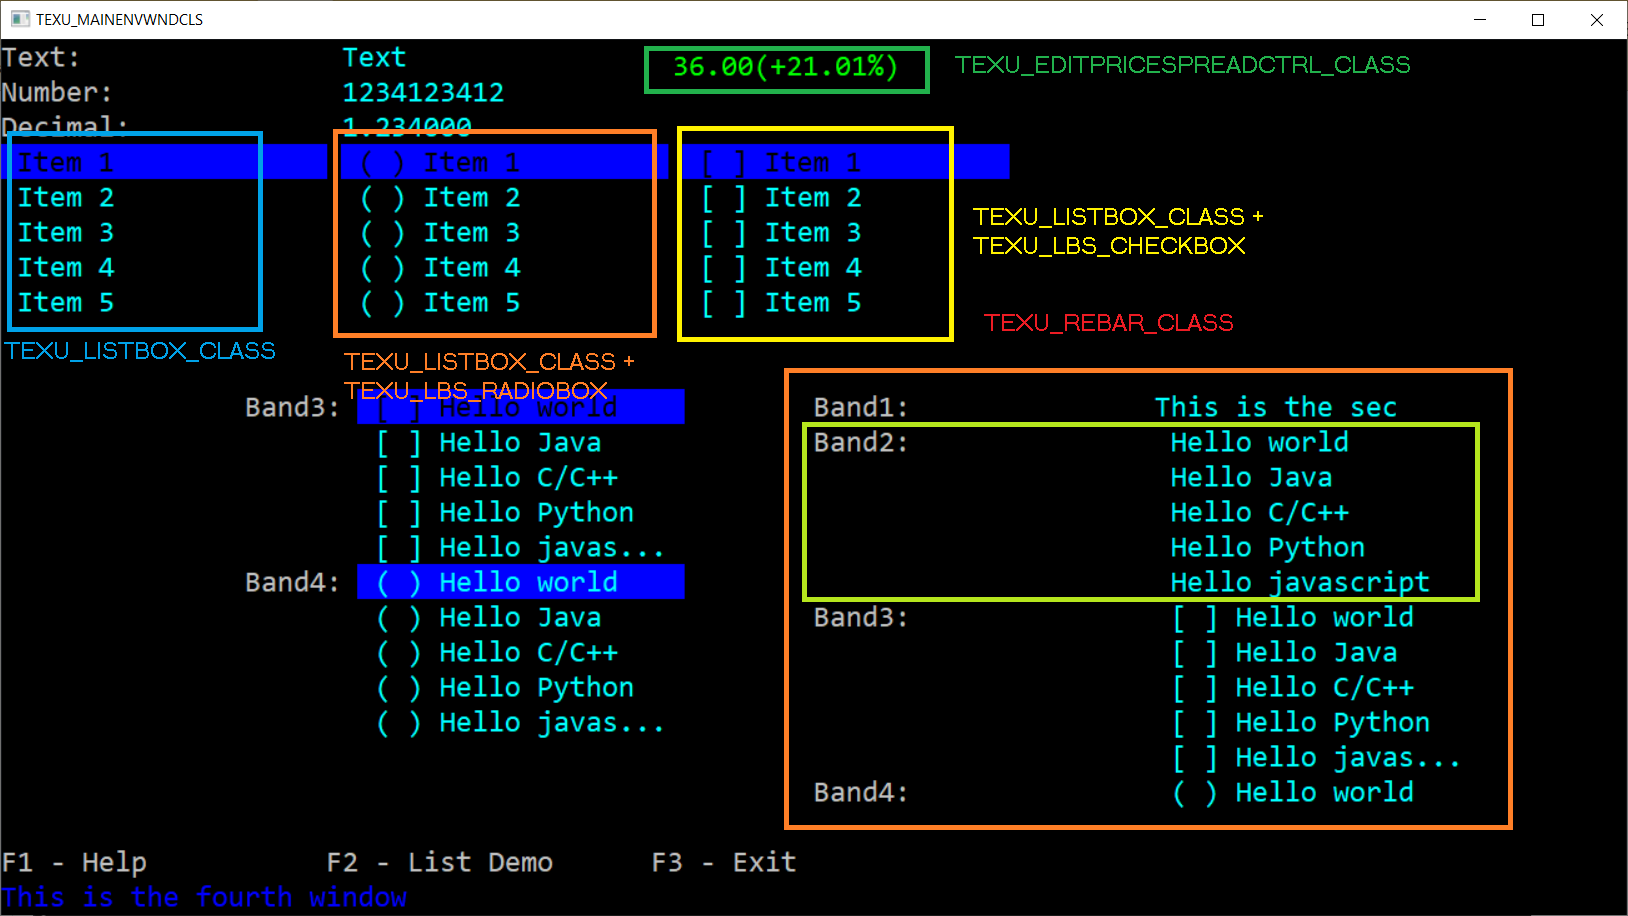 TEXU_MAINENVWNDCLS
Text: Text 36.00(+21.01%) TEXU_EDITPRICESPREADCTRL_CLASS
Number: 1234123412
Decimal: 1.234000
Item 1 ( ) Item 1 [ ] Item 1
Item 2 ( ) Item 2 [ ] Item 2
Item 3 ( ) Item 3 [ ] Item 3
Item 4 ( ) Item 4 [ ] Item 4
Item 5 ( ) Item 5 [ ] Item 5
TEXU_LISTBOX_CLASS +
TEXU_LBS_CHECKBOX
TEXU_REBAR_CLASS
TEXU_LISTBOX_CLASS
TEXU_LISTBOX_CLASS +
TEXU_LBS_RADIOBOX
Band3: [ ] Hello world
[ ] Hello Java
[ ] Hello C/C++
[ ] Hello Python
[ ] Hello javas...
Band4: ( ) Hello world
( ) Hello Java
( ) Hello C/C++
( ) Hello Python
( ) Hello javas...
Band1: This is the sec
Band2: Hello world
Hello Java
Hello C/C++
Hello Python
Hello javascript
Band3: [ ] Hello world
[ ] Hello Java
[ ] Hello C/C++
[ ] Hello Python
[ ] Hello javas...
Band4: ( ) Hello world
F1 - Help F2 - List Demo F3 - Exit
This is the fourth window